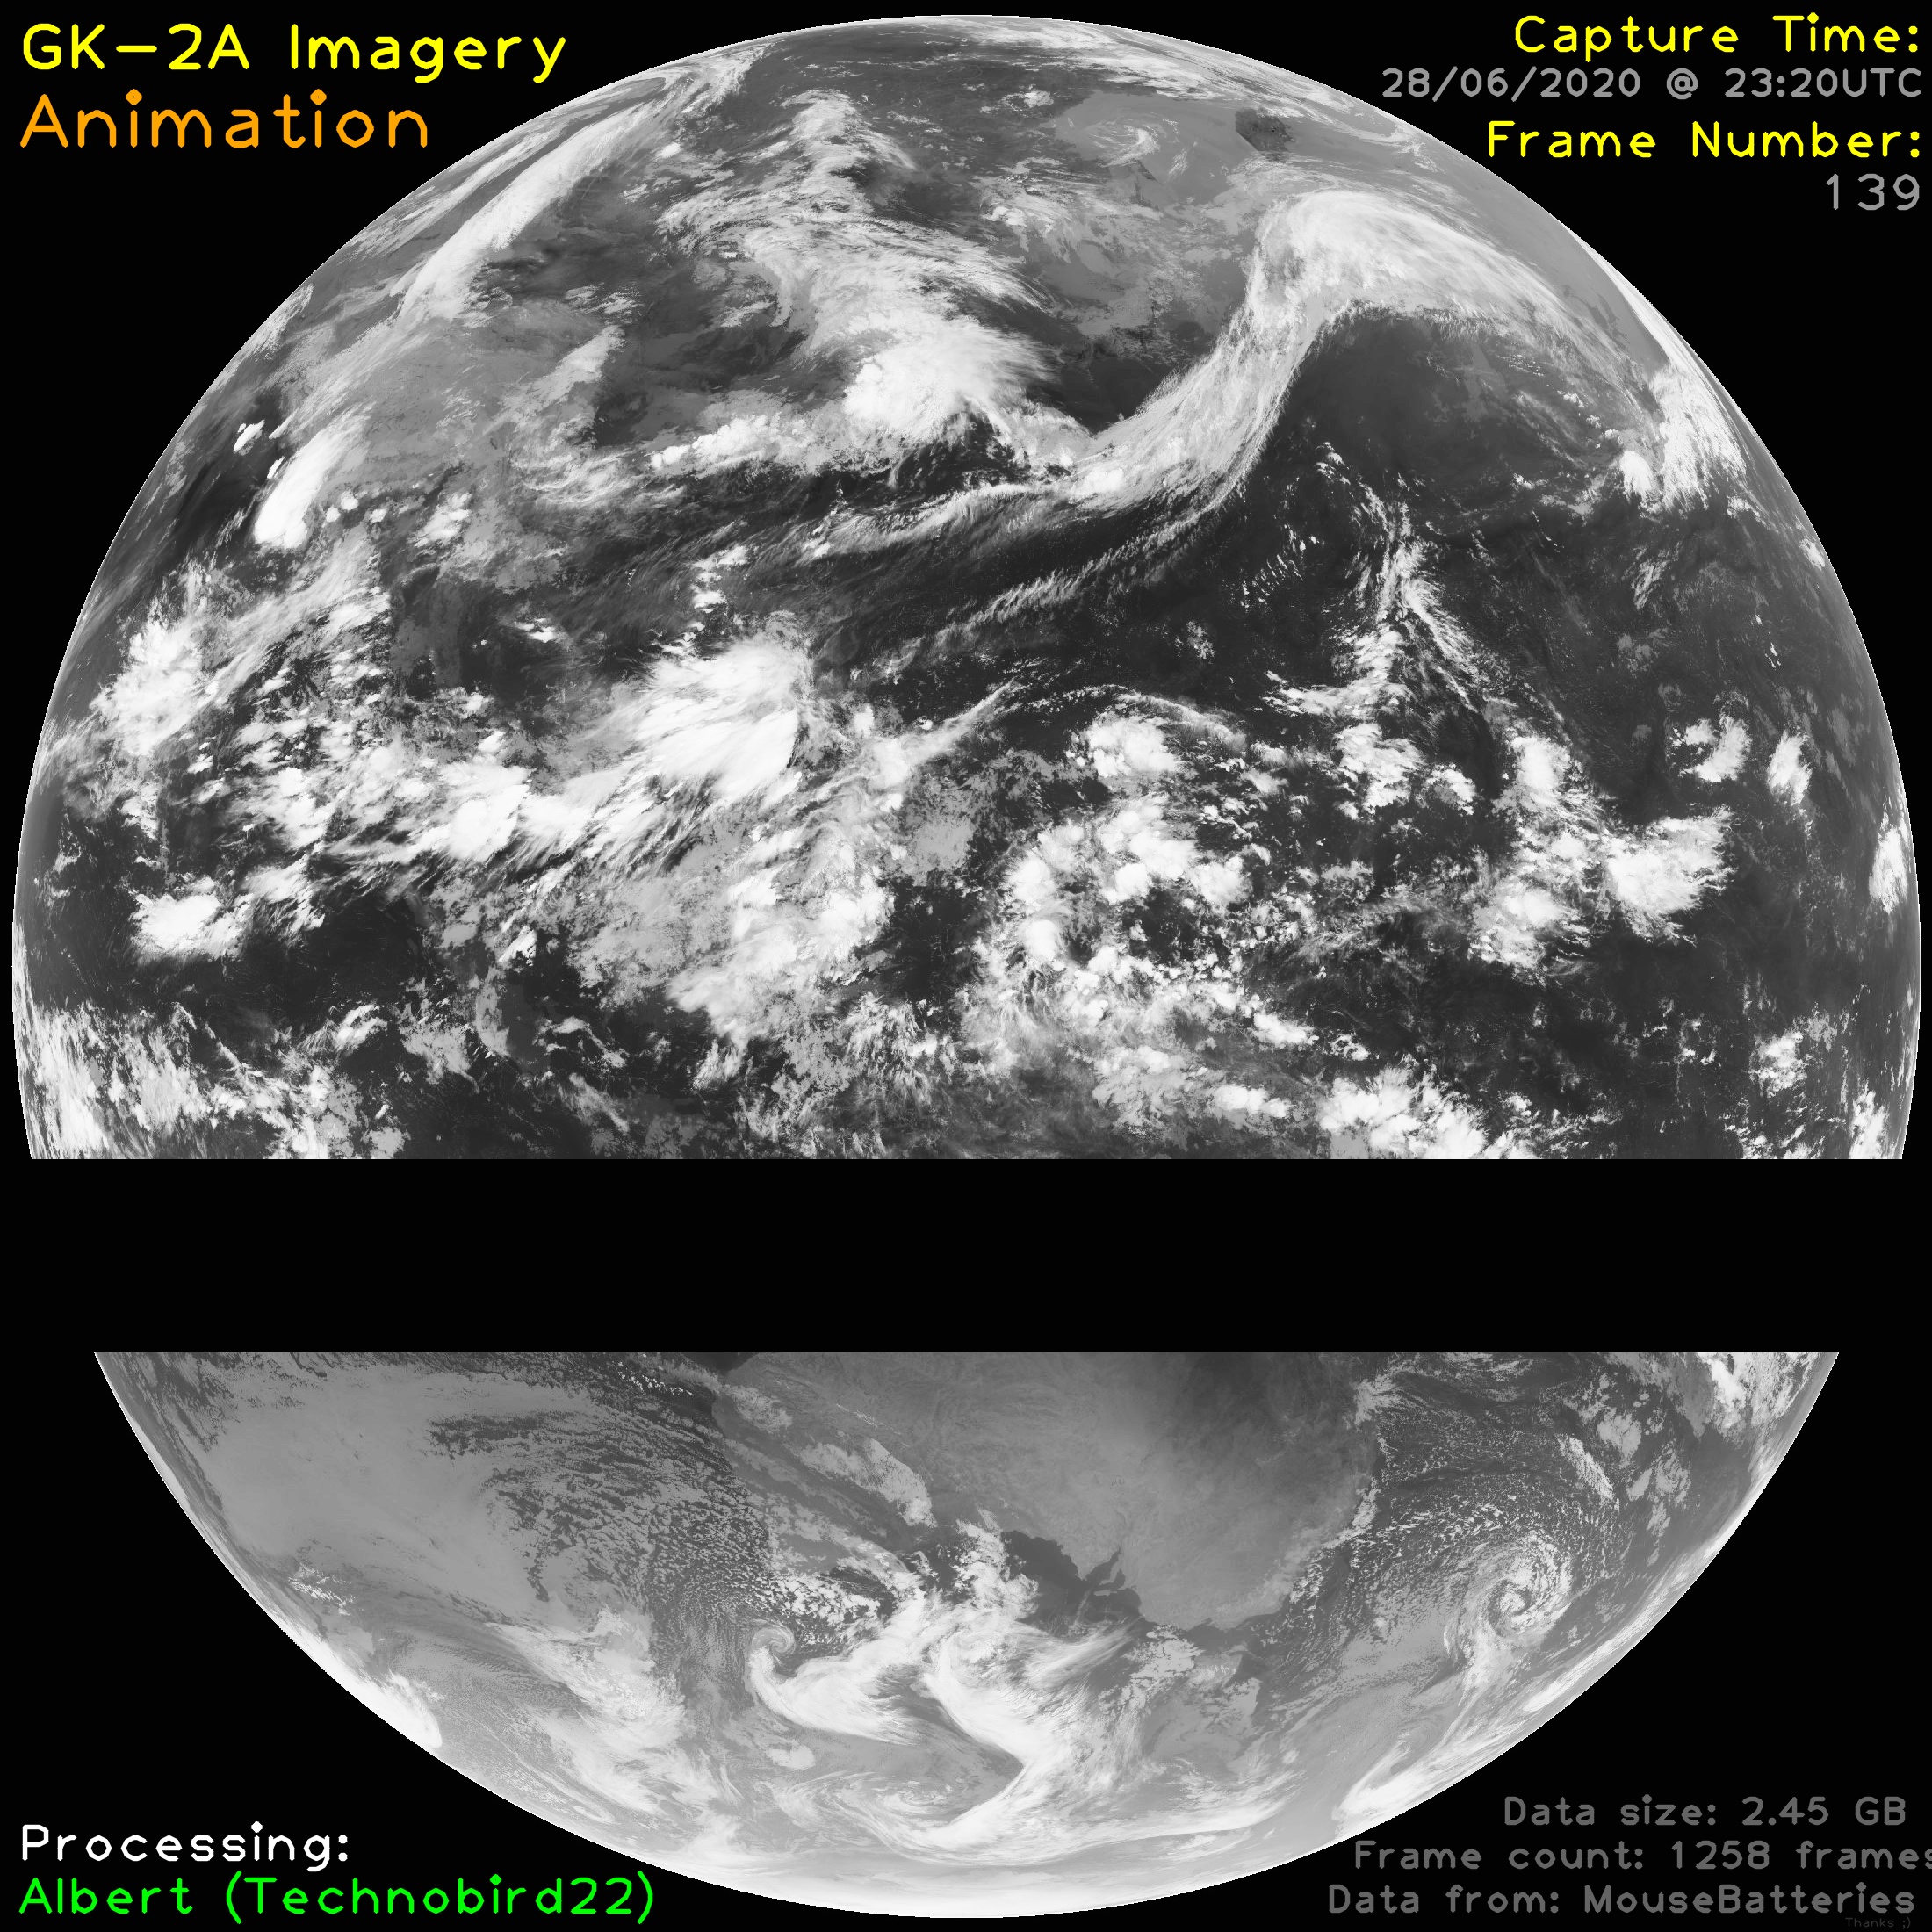 GK-2A Imagery
Animation
Capture Time:
28/06/2020 @ 23:20UTC
Frame Number:
139
Processing:
Albert (Technobird22)
Data size: 2.45 GB
Frame count: 1258 frames
Data from: MouseBatteries
Thanks ;)